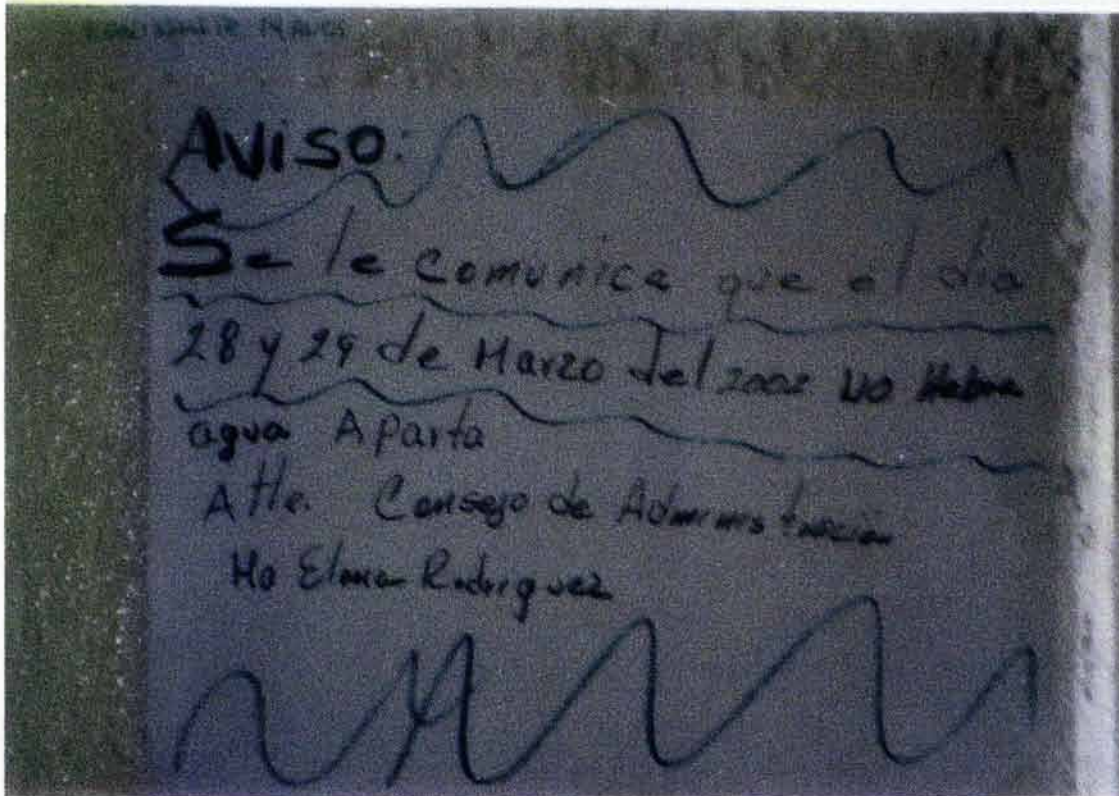 AViso:
Se le comunica que el dia
28 y 29 de Marzo del 2002 no Habra
agua Aparta
Atte. Consejo de Administracion
Ma Elena Rodriguez